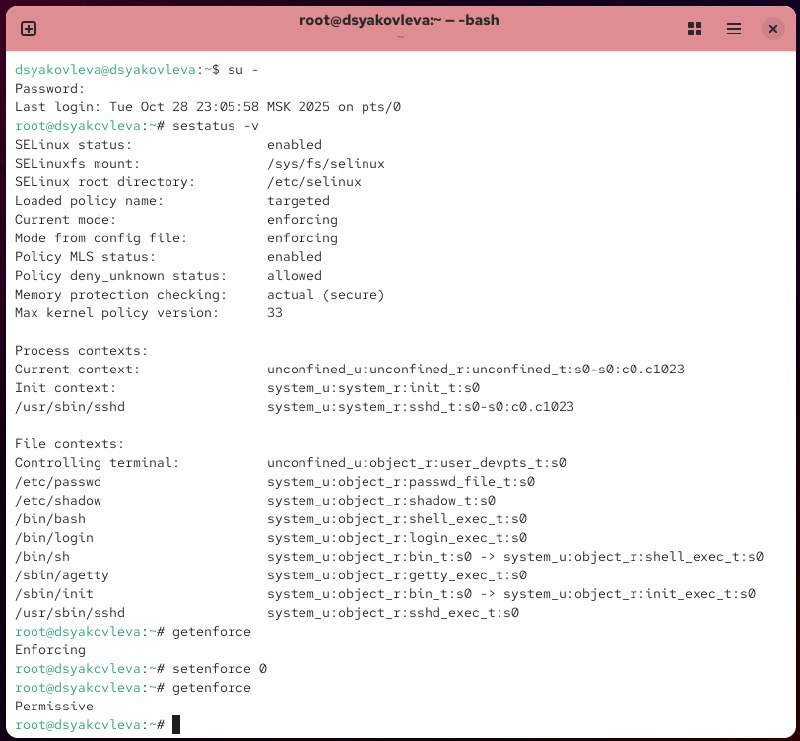 root@dsyakovleva:~ — -bash
~
dsyakovleva@dsyakovleva:~$ su -
Password:
Last login: Tue Oct 28 23:05:58 MSK 2025 on pts/0
root@dsyakovleva:~# sestatus -v
SELinux status:                 enabled
SELinuxfs mount:                /sys/fs/selinux
SELinux root directory:         /etc/selinux
Loaded policy name:             targeted
Current mode:                   enforcing
Mode from config file:          enforcing
Policy MLS status:              enabled
Policy deny_unknown status:     allowed
Memory protection checking:     actual (secure)
Max kernel policy version:      33
Process contexts:
Current context:                unconfined_u:unconfined_r:unconfined_t:s0-s0:c0.c1023
Init context:                   system_u:system_r:init_t:s0
/usr/sbin/sshd                  system_u:system_r:sshd_t:s0-s0:c0.c1023
File contexts:
Controlling terminal:           unconfined_u:object_r:user_devpts_t:s0
/etc/passwd                     system_u:object_r:passwd_file_t:s0
/etc/shadow                     system_u:object_r:shadow_t:s0
/bin/bash                       system_u:object_r:shell_exec_t:s0
/bin/login                      system_u:object_r:login_exec_t:s0
/bin/sh                         system_u:object_r:bin_t:s0 -> system_u:object_r:shell_exec_t:s0
/sbin/agetty                    system_u:object_r:getty_exec_t:s0
/sbin/init                      system_u:object_r:bin_t:s0 -> system_u:object_r:init_exec_t:s0
/usr/sbin/sshd                  system_u:object_r:sshd_exec_t:s0
root@dsyakovleva:~# getenforce
Enforcing
root@dsyakovleva:~# setenforce 0
root@dsyakovleva:~# getenforce
Permissive
root@dsyakovleva:~#